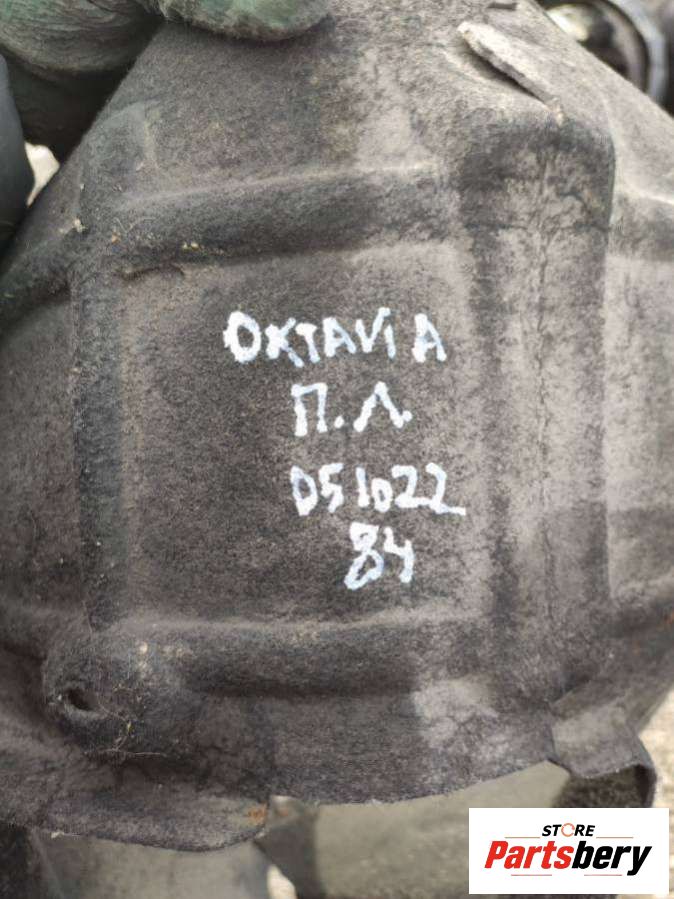 OKTAVIA
П.Л.
051022
84
STORE
Partsbery